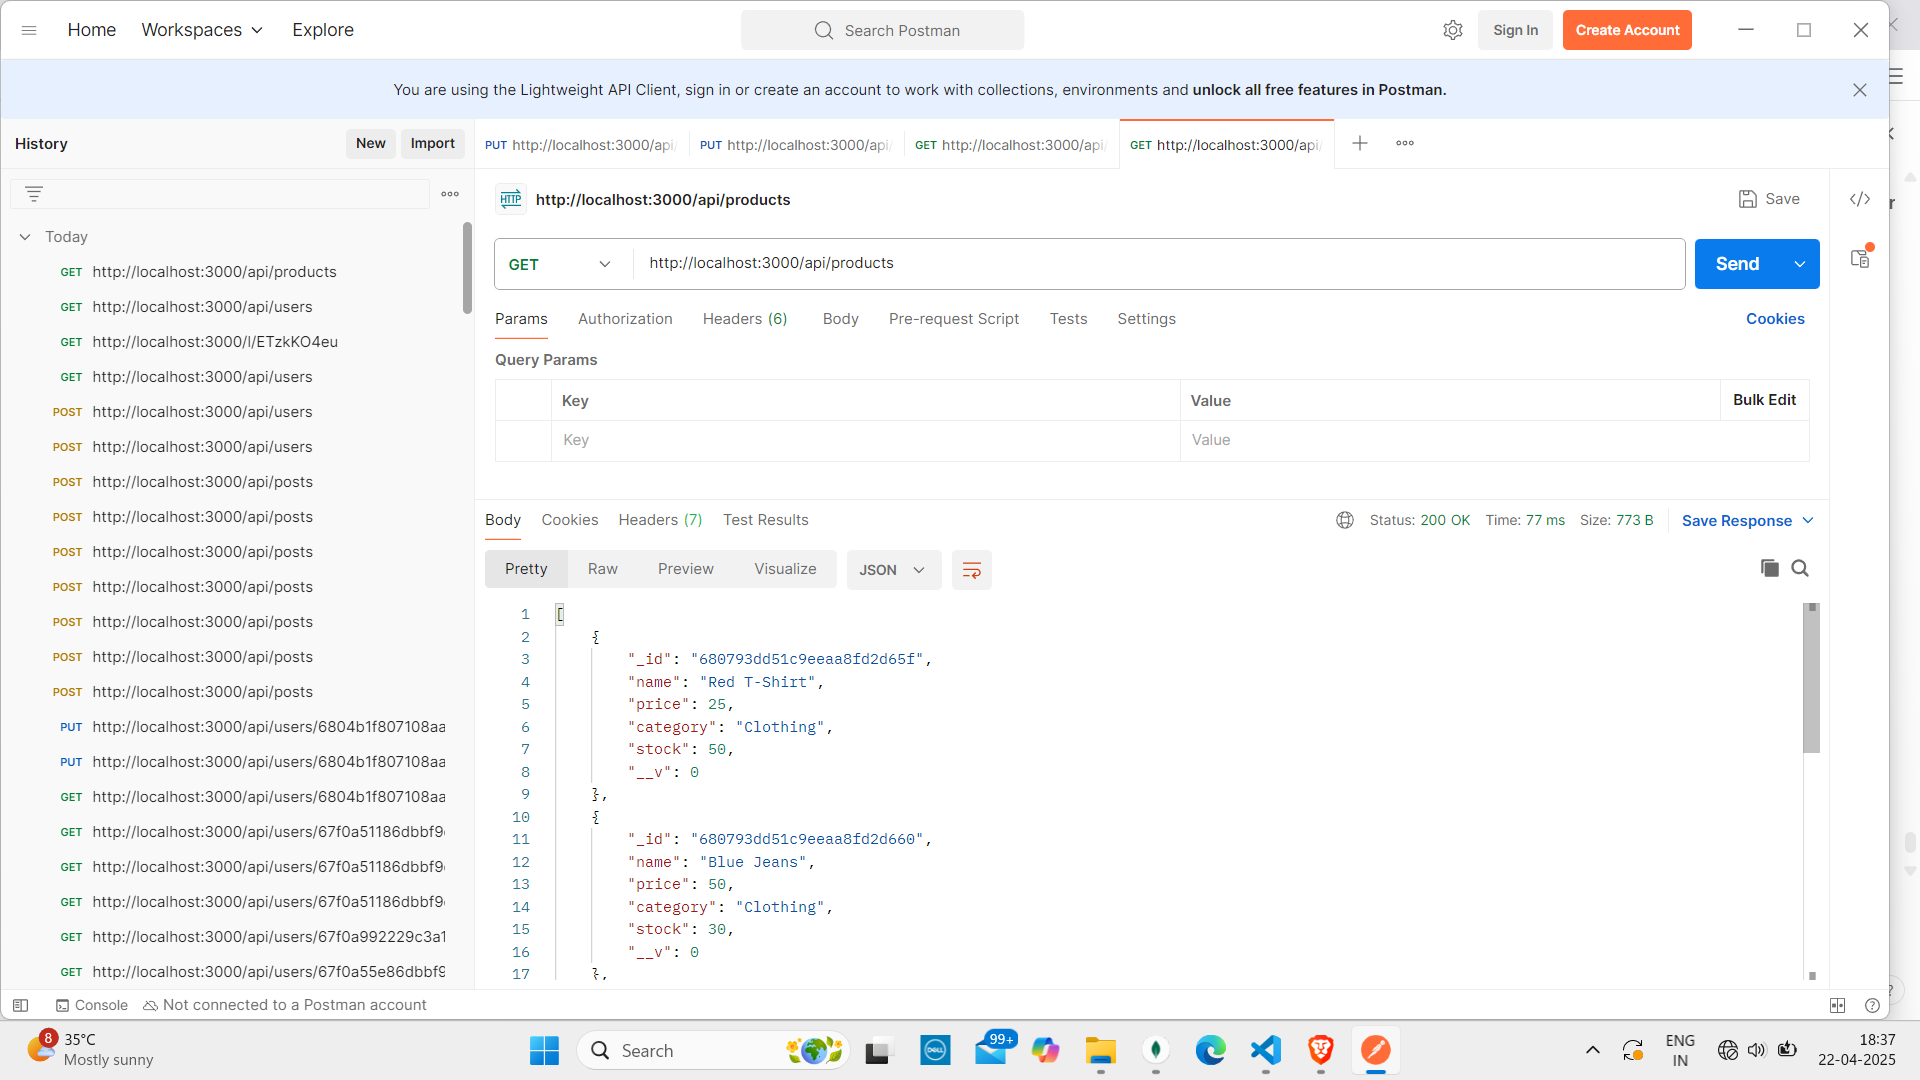 Home
Workspaces
Explore
Search Postman
Sign In
Create Account
You are using the Lightweight API Client, sign in or create an account to work with collections, environments and unlock all free features in Postman.
History
New
Import
PUT http://localhost:3000/api/
PUT http://localhost:3000/api/
GET http://localhost:3000/api/
GET http://localhost:3000/api/
HTTP
http://localhost:3000/api/products
Save
GET
http://localhost:3000/api/products
Send
Params
Authorization
Headers (6)
Body
Pre-request Script
Tests
Settings
Cookies
Query Params
Key
Value
Bulk Edit
Key
Value
Today
GET http://localhost:3000/api/products
GET http://localhost:3000/api/users
GET http://localhost:3000/l/ETzkKO4eu
GET http://localhost:3000/api/users
POST http://localhost:3000/api/users
POST http://localhost:3000/api/users
POST http://localhost:3000/api/posts
POST http://localhost:3000/api/posts
POST http://localhost:3000/api/posts
POST http://localhost:3000/api/posts
POST http://localhost:3000/api/posts
POST http://localhost:3000/api/posts
POST http://localhost:3000/api/posts
PUT http://localhost:3000/api/users/6804b1f807108aa
PUT http://localhost:3000/api/users/6804b1f807108aa
GET http://localhost:3000/api/users/6804b1f807108aa
GET http://localhost:3000/api/users/67f0a51186dbbf9
GET http://localhost:3000/api/users/67f0a51186dbbf9
GET http://localhost:3000/api/users/67f0a51186dbbf9
GET http://localhost:3000/api/users/67f0a992229c3a1
GET http://localhost:3000/api/users/67f0a55e86dbbf9
Body
Cookies
Headers (7)
Test Results
Status: 200 OK
Time: 77 ms
Size: 773 B
Save Response
Pretty
Raw
Preview
Visualize
JSON
1 [
2 {
3 "_id": "680793dd51c9eeaa8fd2d65f",
4 "name": "Red T-Shirt",
5 "price": 25,
6 "category": "Clothing",
7 "stock": 50,
8 "__v": 0
9 },
10 {
11 "_id": "680793dd51c9eeaa8fd2d660",
12 "name": "Blue Jeans",
13 "price": 50,
14 "category": "Clothing",
15 "stock": 30,
16 "__v": 0
17 },
Console
Not connected to a Postman account
8
35°C
Mostly sunny
Search
DELL
99+
ENG
IN
18:37
22-04-2025